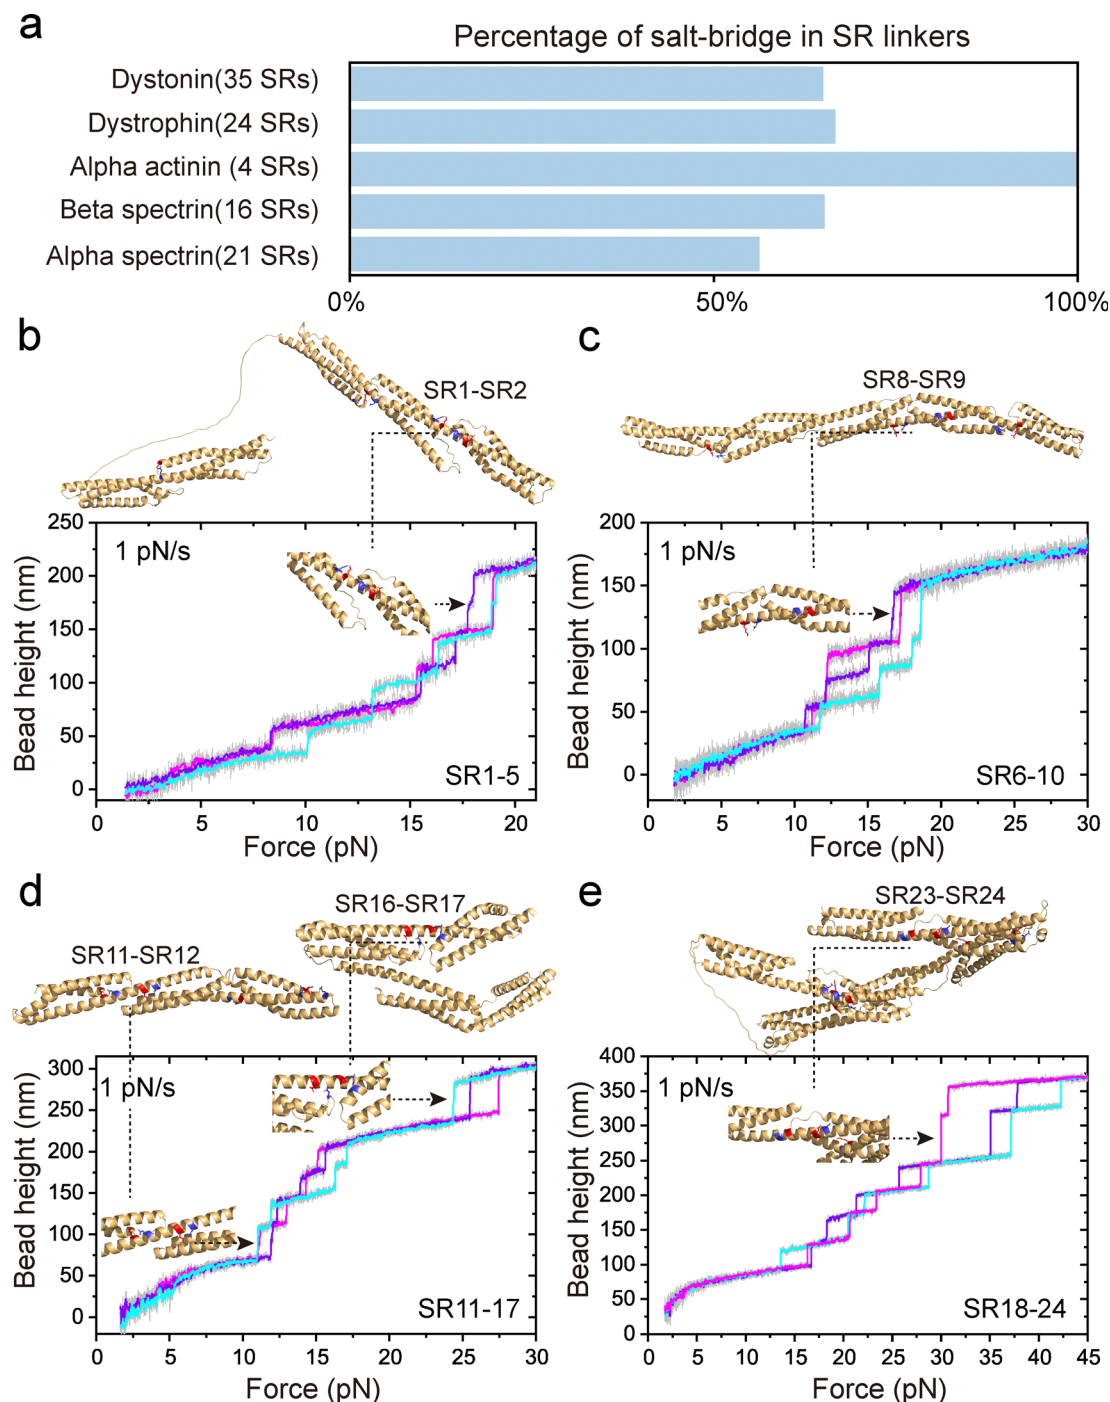 a
Percentage of salt-bridge in SR linkers
Dystonin(35 SRs)
Dystrophin(24 SRs)
Alpha actinin (4 SRs)
Beta spectrin(16 SRs)
Alpha spectrin(21 SRs)
0% 50% 100%
b
SR1-SR2
1 pN/s
250
200
150
100
50
0
Bead height (nm)
SR1-5
0 5 10 15 20
Force (pN)
c
SR8-SR9
1 pN/s
200
150
100
50
0
Bead height (nm)
SR6-10
0 5 10 15 20 25 30
Force (pN)
d
SR16-SR17
SR11-SR12
1 pN/s
300
250
200
150
100
50
0
Bead height (nm)
SR11-17
0 5 10 15 20 25 30
Force (pN)
e
SR23-SR24
1 pN/s
400
350
300
250
200
150
100
50
0
Bead height (nm)
SR18-24
0 5 10 15 20 25 30 35 40 45
Force (pN)